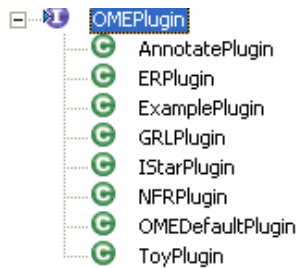 OMEPlugin
AnnotatePlugin
ERPlugin
ExamplePlugin
GRLPlugin
IStarPlugin
NFRPlugin
OMEDefaultPlugin
ToyPlugin